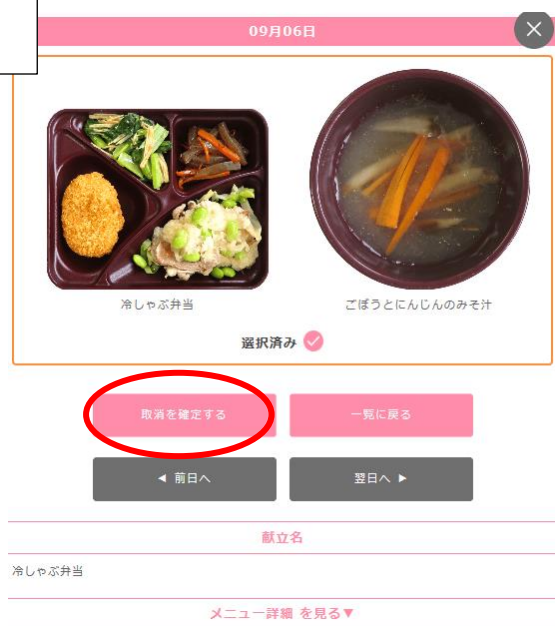 09月06日
冷しゃぶ弁当
ごぼうとにんじんのみそ汁
選択済み
取消を確定する
一覧に戻る
◀ 前日へ
翌日へ ▶
献立名
冷しゃぶ弁当
メニュー詳細 を見る▼